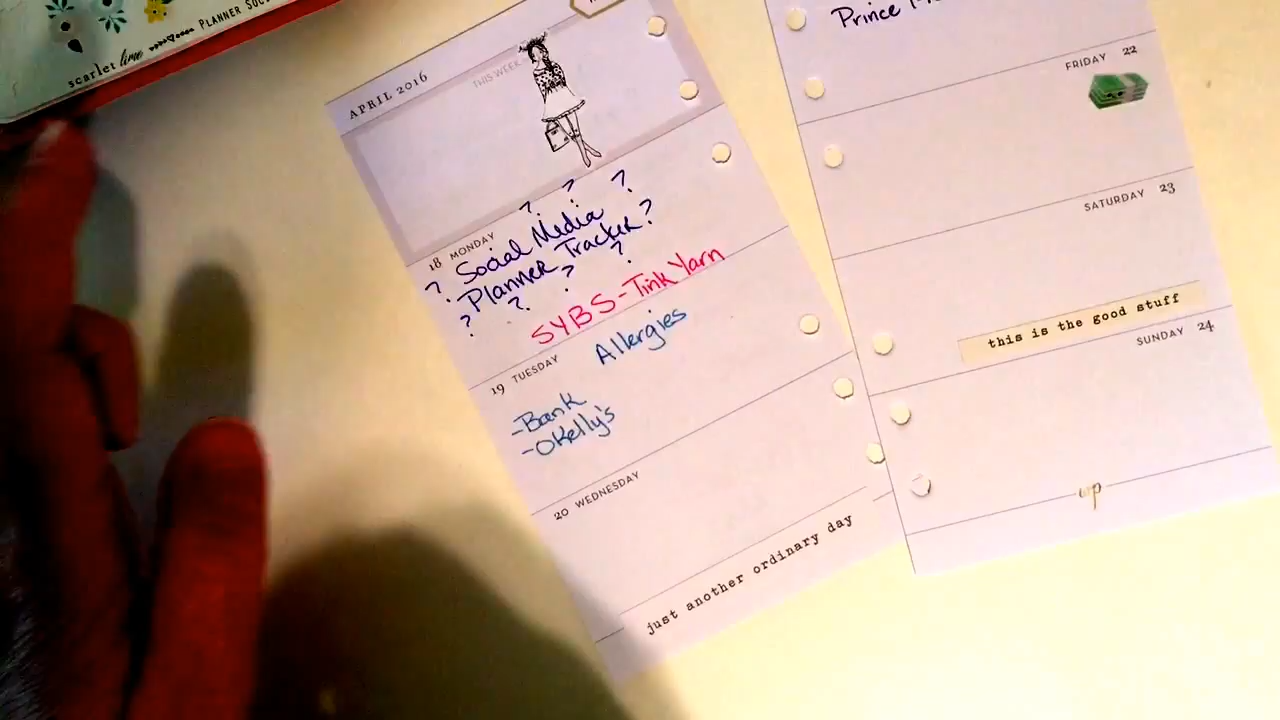 scarlet lime
PLANNER
APRIL 2016
THIS WEEK
18 MONDAY
? ? ?
? Social Media
? Planner Tracker?
? ? ?
SYBS-Tink Yarn
19 TUESDAY
Allergies
-Bank
-OKelly's
20 WEDNESDAY
just another ordinary day
Prince
FRIDAY 22
SATURDAY 23
this is the good stuff
SUNDAY 24
wp